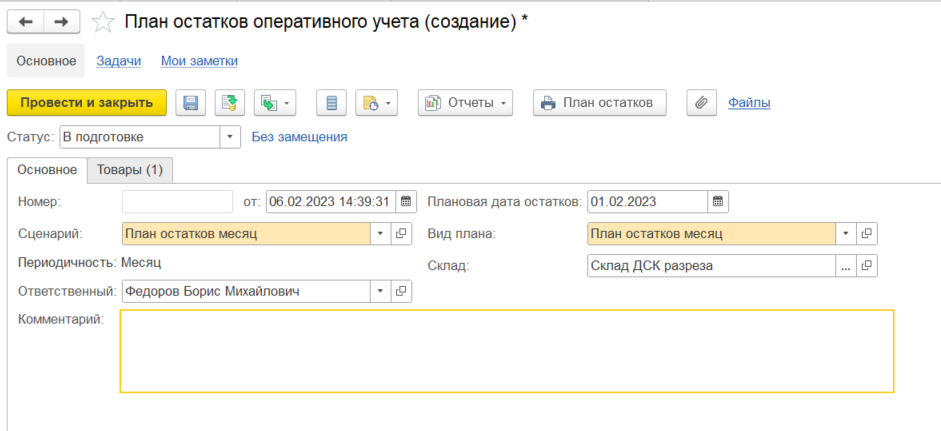 План остатков оперативного учета (создание) *
Основное Задачи Мои заметки
Провести и закрыть Отчеты План остатков Файлы
Статус: В подготовке Без замещения
Основное Товары (1)
Номер: от: 06.02.2023 14:39:31 Плановая дата остатков: 01.02.2023
Сценарий: План остатков месяц Вид плана: План остатков месяц
Периодичность: Месяц Склад: Склад ДСК разреза ...
Ответственный: Федоров Борис Михайлович
Комментарий: